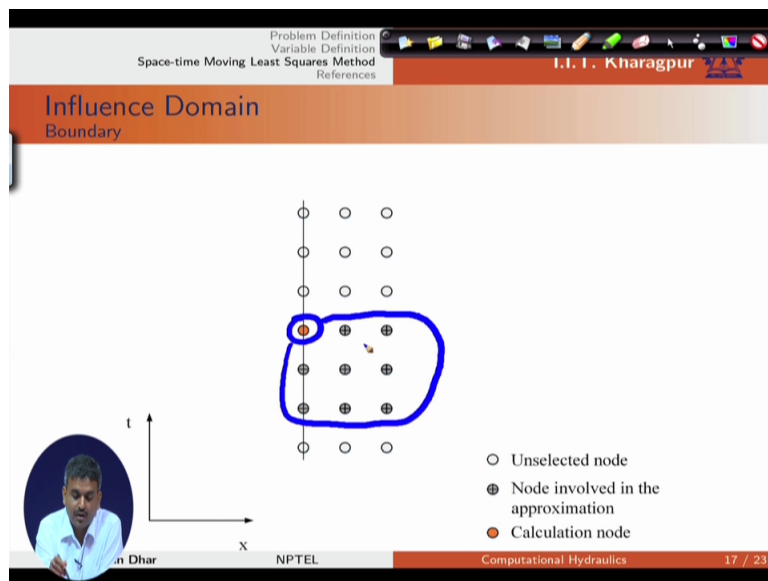 Problem Definition
Variable Definition
Space-time Moving Least Squares Method
References
I.I.T. Kharagpur
Influence Domain
Boundary
t
x
Unselected node
Node involved in the
approximation
Calculation node
n Dhar
NPTEL
Computational Hydraulics
17 / 23